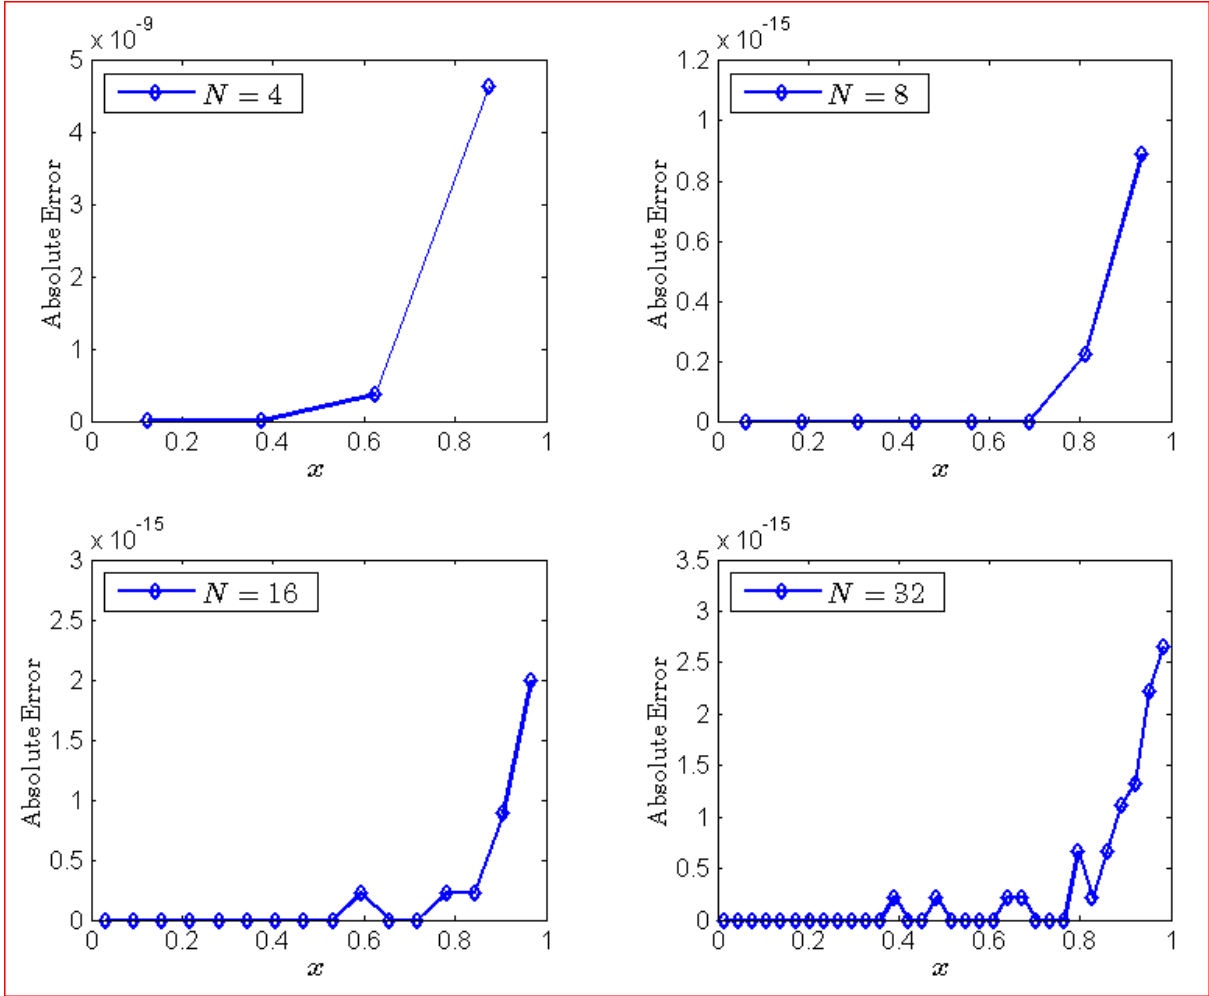 x 10^-9
5
N = 4
4
3
2
1
0
0 0.2 0.4 0.6 0.8 1
x
Absolute Error
x 10^-15
1.2
N = 8
1
0.8
0.6
0.4
0.2
0
0 0.2 0.4 0.6 0.8 1
x
Absolute Error
x 10^-15
3
N = 16
2.5
2
1.5
1
0.5
0
0 0.2 0.4 0.6 0.8 1
x
Absolute Error
x 10^-15
3.5
N = 32
3
2.5
2
1.5
1
0.5
0
0 0.2 0.4 0.6 0.8 1
x
Absolute Error